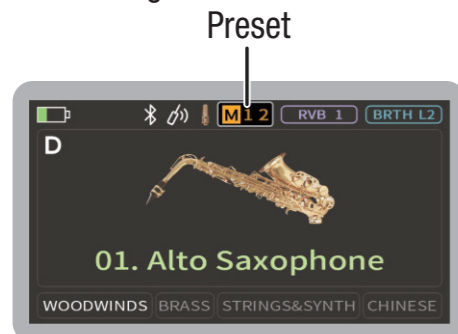 Preset
M 1 2 RVB 1 BRTH L2
D
01. Alto Saxophone
WOODWINDS BRASS STRINGS&SYNTH CHINESE